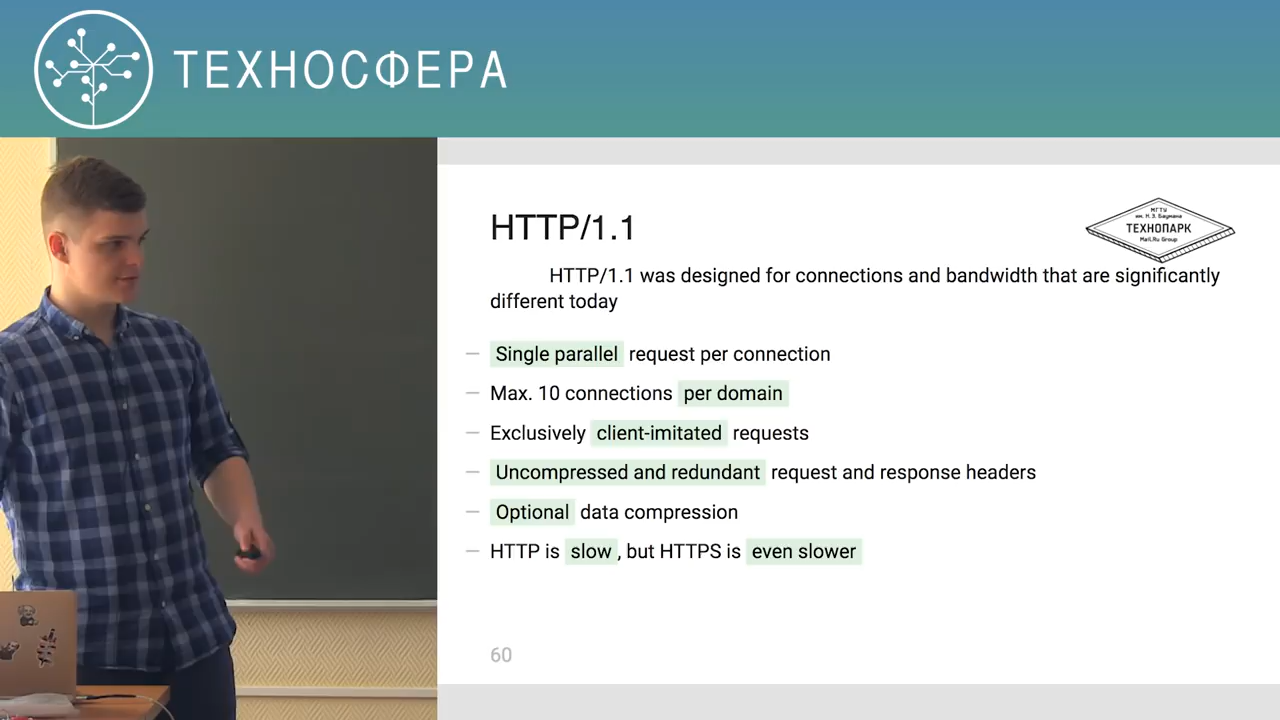 ТЕХНОСФЕРА
HTTP/1.1
МГТУ
им. Н.Э. Баумана
ТЕХНОПАРК
Mail.Ru Group
HTTP/1.1 was designed for connections and bandwidth that are significantly
different today
— Single parallel request per connection
— Max. 10 connections per domain
— Exclusively client-imitated requests
— Uncompressed and redundant request and response headers
— Optional data compression
— HTTP is slow, but HTTPS is even slower
60